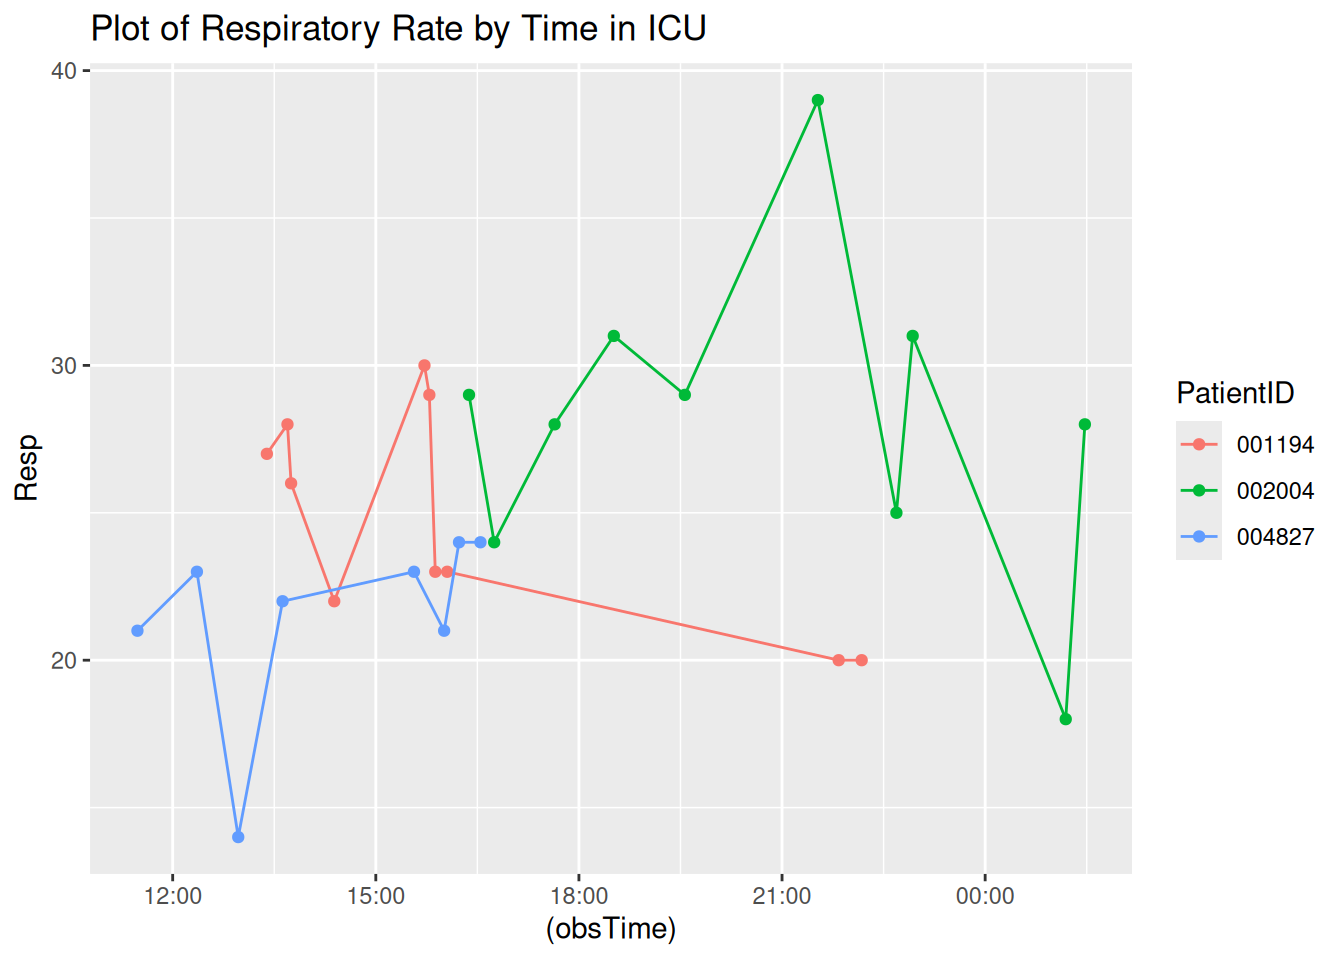 Plot of Respiratory Rate by Time in ICU
40
30
20
Resp
12:00 15:00 18:00 21:00 00:00
(obsTime)
PatientID
001194
002004
004827